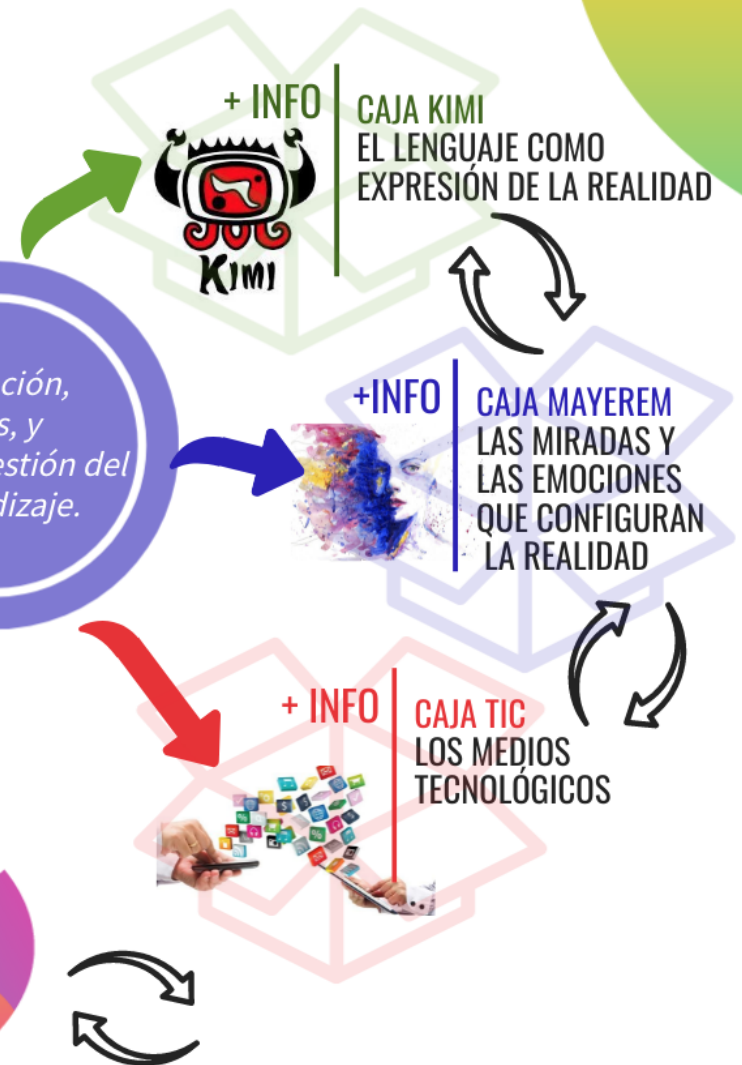 + INFO
CAJA KIMI
EL LENGUAJE COMO
EXPRESIÓN DE LA REALIDAD
KIMI
ción,
s, y
estión del
dizaje.
+INFO
CAJA MAYEREM
LAS MIRADAS Y
LAS EMOCIONES
QUE CONFIGURAN
LA REALIDAD
+ INFO
CAJA TIC
LOS MEDIOS
TECNOLÓGICOS